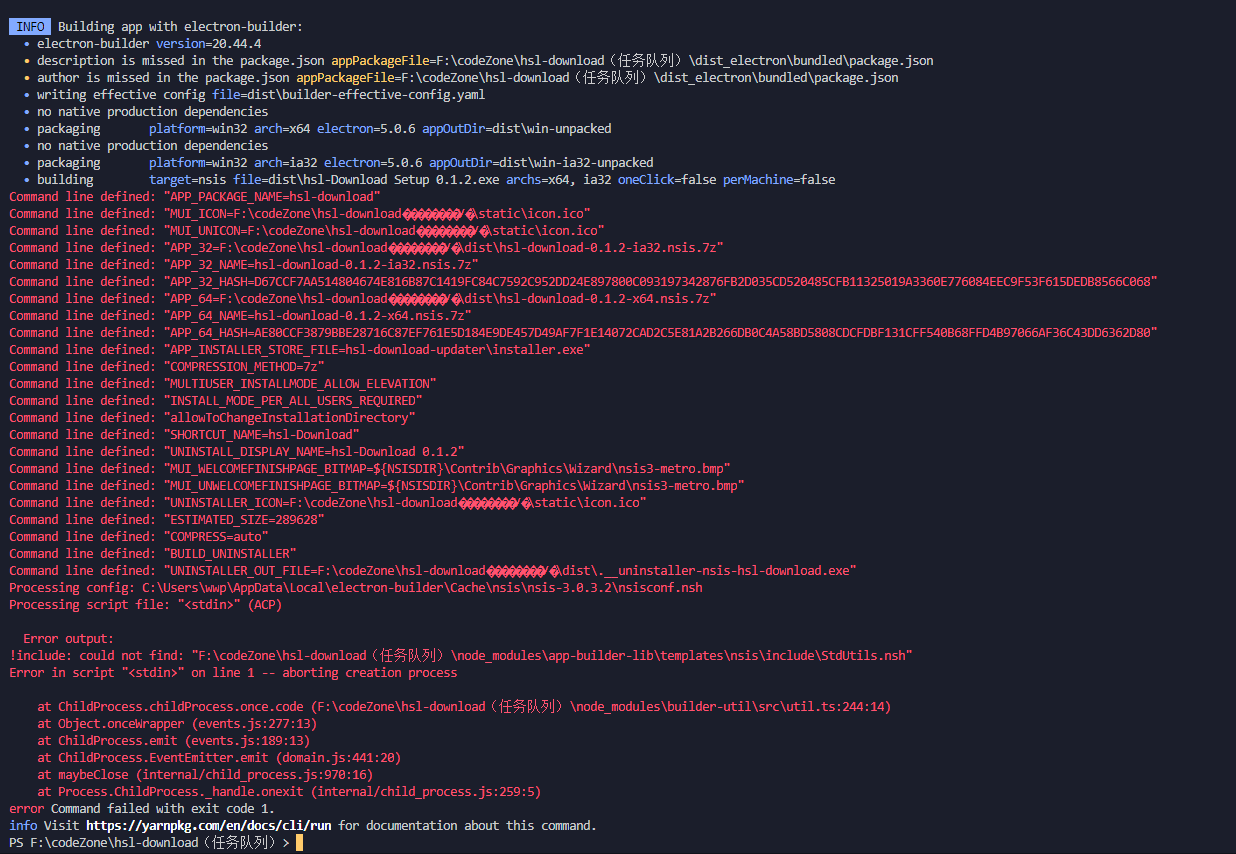 INFO Building app with electron-builder:
• electron-builder version=20.44.4
• description is missed in the package.json appPackageFile=F:\codeZone\hsl-download（任务队列）\dist_electron\bundled\package.json
• author is missed in the package.json appPackageFile=F:\codeZone\hsl-download（任务队列）\dist_electron\bundled\package.json
• writing effective config file=dist\builder-effective-config.yaml
• no native production dependencies
• packaging platform=win32 arch=x64 electron=5.0.6 appOutDir=dist\win-unpacked
• no native production dependencies
• packaging platform=win32 arch=ia32 electron=5.0.6 appOutDir=dist\win-ia32-unpacked
• building target=nsis file=dist\hsl-Download Setup 0.1.2.exe archs=x64, ia32 oneClick=false perMachine=false
Command line defined: "APP_PACKAGE_NAME=hsl-download"
Command line defined: "MUI_ICON=F:\codeZone\hsl-download��������/�\static\icon.ico"
Command line defined: "MUI_UNICON=F:\codeZone\hsl-download��������/�\static\icon.ico"
Command line defined: "APP_32=F:\codeZone\hsl-download��������/�\dist\hsl-download-0.1.2-ia32.nsis.7z"
Command line defined: "APP_32_NAME=hsl-download-0.1.2-ia32.nsis.7z"
Command line defined: "APP_32_HASH=D67CCF7AA514804674E816B87C1419FC84C7592C952DD24E897800C093197342876FB2D035CD520485CFB11325019A3360E776084EEC9F53F615DEDB8566C068"
Command line defined: "APP_64=F:\codeZone\hsl-download��������/�\dist\hsl-download-0.1.2-x64.nsis.7z"
Command line defined: "APP_64_NAME=hsl-download-0.1.2-x64.nsis.7z"
Command line defined: "APP_64_HASH=AE80CCF3879BBE28716C87EF761E5D184E9DE457D49AF7F1E14072CAD2C5E81A2B266DB0C4A58BD5808CDCFDBF131CFF540B68FFD4B97066AF36C43DD6362D80"
Command line defined: "APP_INSTALLER_STORE_FILE=hsl-download-updater\installer.exe"
Command line defined: "COMPRESSION_METHOD=7z"
Command line defined: "MULTIUSER_INSTALLMODE_ALLOW_ELEVATION"
Command line defined: "INSTALL_MODE_PER_ALL_USERS_REQUIRED"
Command line defined: "allowToChangeInstallationDirectory"
Command line defined: "SHORTCUT_NAME=hsl-Download"
Command line defined: "UNINSTALL_DISPLAY_NAME=hsl-Download 0.1.2"
Command line defined: "MUI_WELCOMEFINISHPAGE_BITMAP=${NSISDIR}\Contrib\Graphics\Wizard\nsis3-metro.bmp"
Command line defined: "MUI_UNWELCOMEFINISHPAGE_BITMAP=${NSISDIR}\Contrib\Graphics\Wizard\nsis3-metro.bmp"
Command line defined: "UNINSTALLER_ICON=F:\codeZone\hsl-download��������/�\static\icon.ico"
Command line defined: "ESTIMATED_SIZE=289628"
Command line defined: "COMPRESS=auto"
Command line defined: "BUILD_UNINSTALLER"
Command line defined: "UNINSTALLER_OUT_FILE=F:\codeZone\hsl-download��������/�\dist\.__uninstaller-nsis-hsl-download.exe"
Processing config: C:\Users\wwp\AppData\Local\electron-builder\Cache\nsis\nsis-3.0.3.2\nsisconf.nsh
Processing script file: "<stdin>" (ACP)
Error output:
!include: could not find: "F:\codeZone\hsl-download（任务队列）\node_modules\app-builder-lib\templates\nsis\include\StdUtils.nsh"
Error in script "<stdin>" on line 1 -- aborting creation process
at ChildProcess.childProcess.once.code (F:\codeZone\hsl-download（任务队列）\node_modules\builder-util\src\util.ts:244:14)
at Object.onceWrapper (events.js:277:13)
at ChildProcess.emit (events.js:189:13)
at ChildProcess.EventEmitter.emit (domain.js:441:20)
at maybeClose (internal/child_process.js:970:16)
at Process.ChildProcess._handle.onexit (internal/child_process.js:259:5)
error Command failed with exit code 1.
info Visit https://yarnpkg.com/en/docs/cli/run for documentation about this command.
PS F:\codeZone\hsl-download（任务队列）>